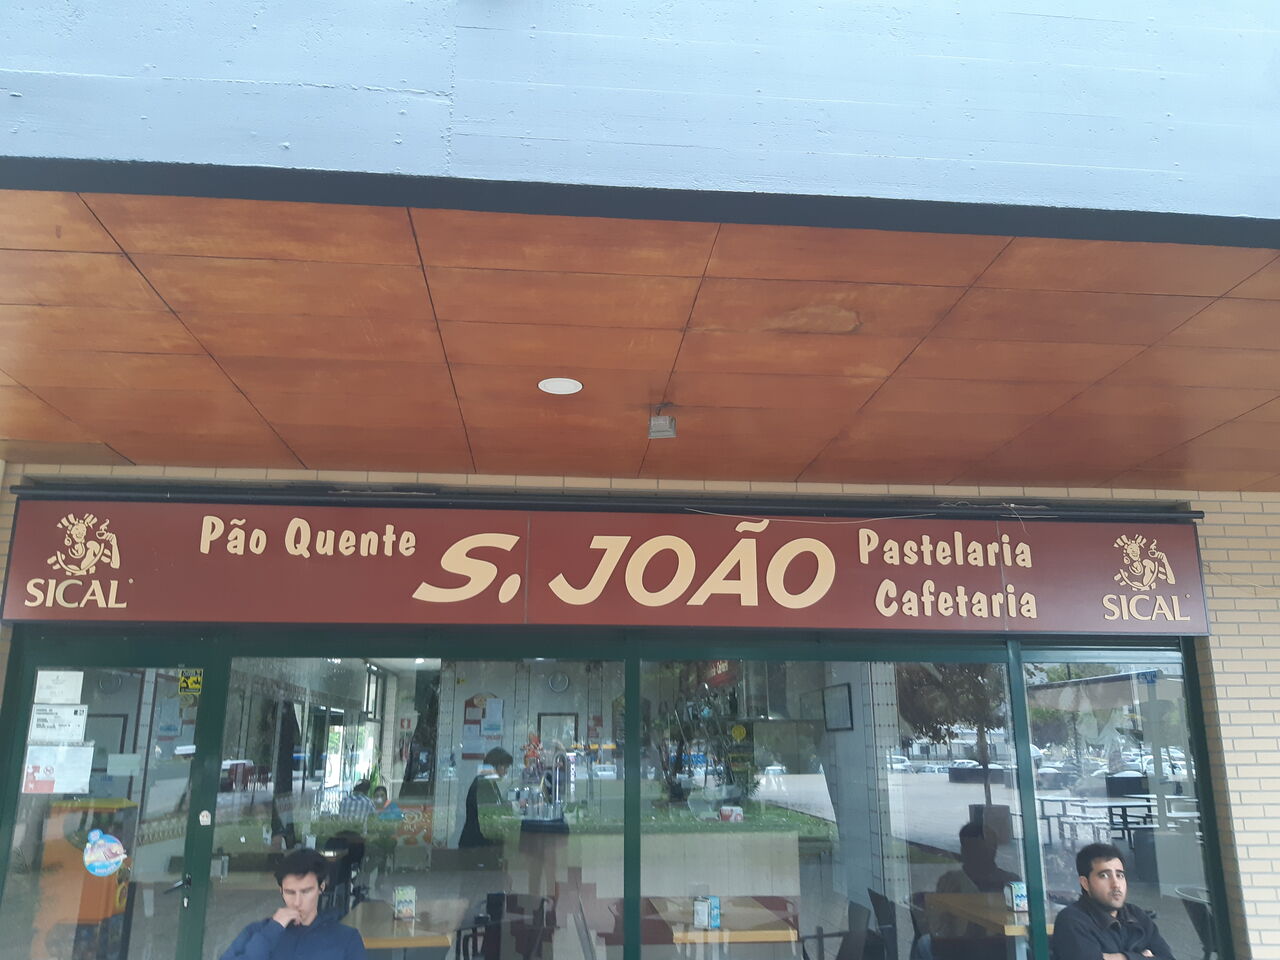 SICAL
Pão Quente
S. JOÃO
Pastelaria
Cafetaria
SICAL